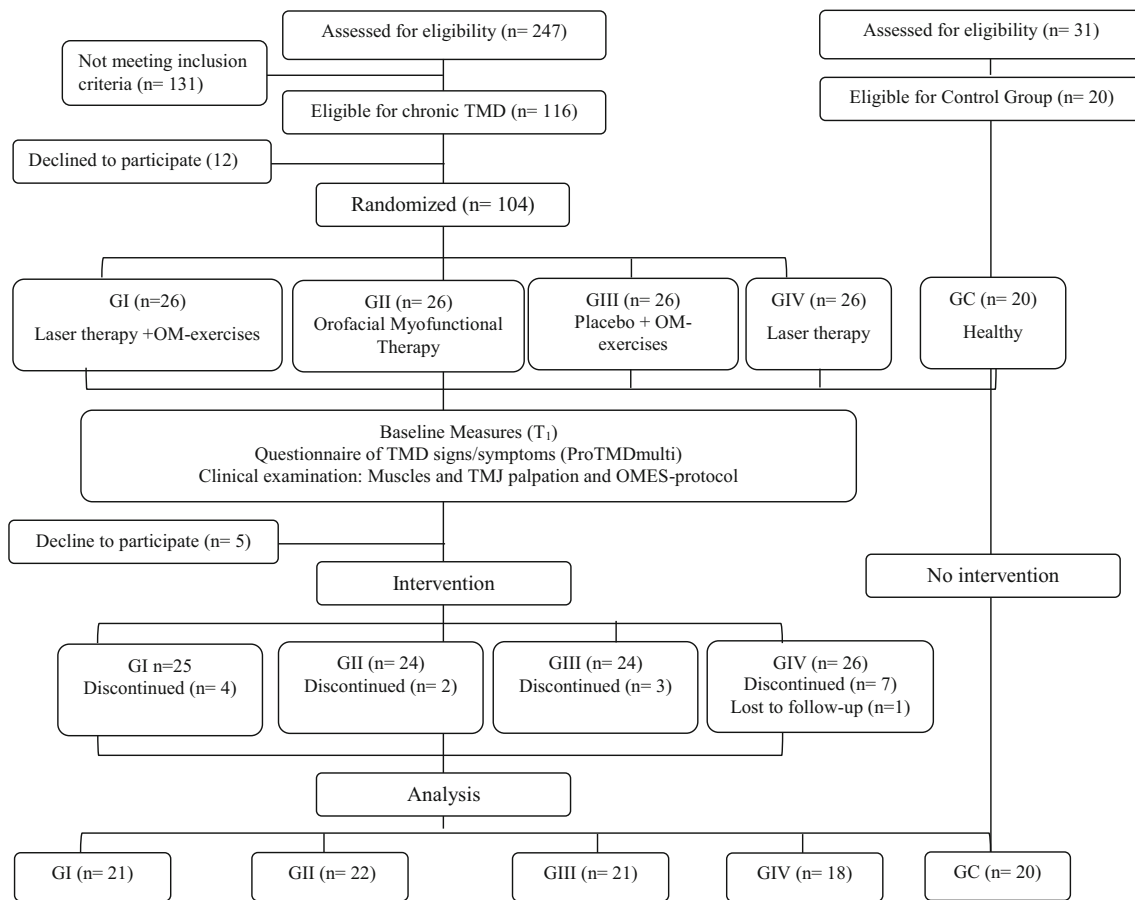 Assessed for eligibility (n= 247)
Assessed for eligibility (n= 31)
Not meeting inclusion
criteria (n= 131)
Eligible for chronic TMD (n= 116)
Eligible for Control Group (n= 20)
Declined to participate (12)
Randomized (n= 104)
GI (n=26)
Laser therapy +OM-exercises
GII (n= 26)
Orofacial Myofunctional
Therapy
GIII (n= 26)
Placebo + OM-
exercises
GIV (n= 26)
Laser therapy
GC (n= 20)
Healthy
Baseline Measures (T₁)
Questionnaire of TMD signs/symptoms (ProTMDmulti)
Clinical examination: Muscles and TMJ palpation and OMES-protocol
Decline to participate (n= 5)
Intervention
No intervention
GI n=25
Discontinued (n= 4)
GII (n= 24)
Discontinued (n= 2)
GIII (n= 24)
Discontinued (n= 3)
GIV (n= 26)
Discontinued (n= 7)
Lost to follow-up (n=1)
Analysis
GI (n= 21)
GII (n= 22)
GIII (n= 21)
GIV (n= 18)
GC (n= 20)